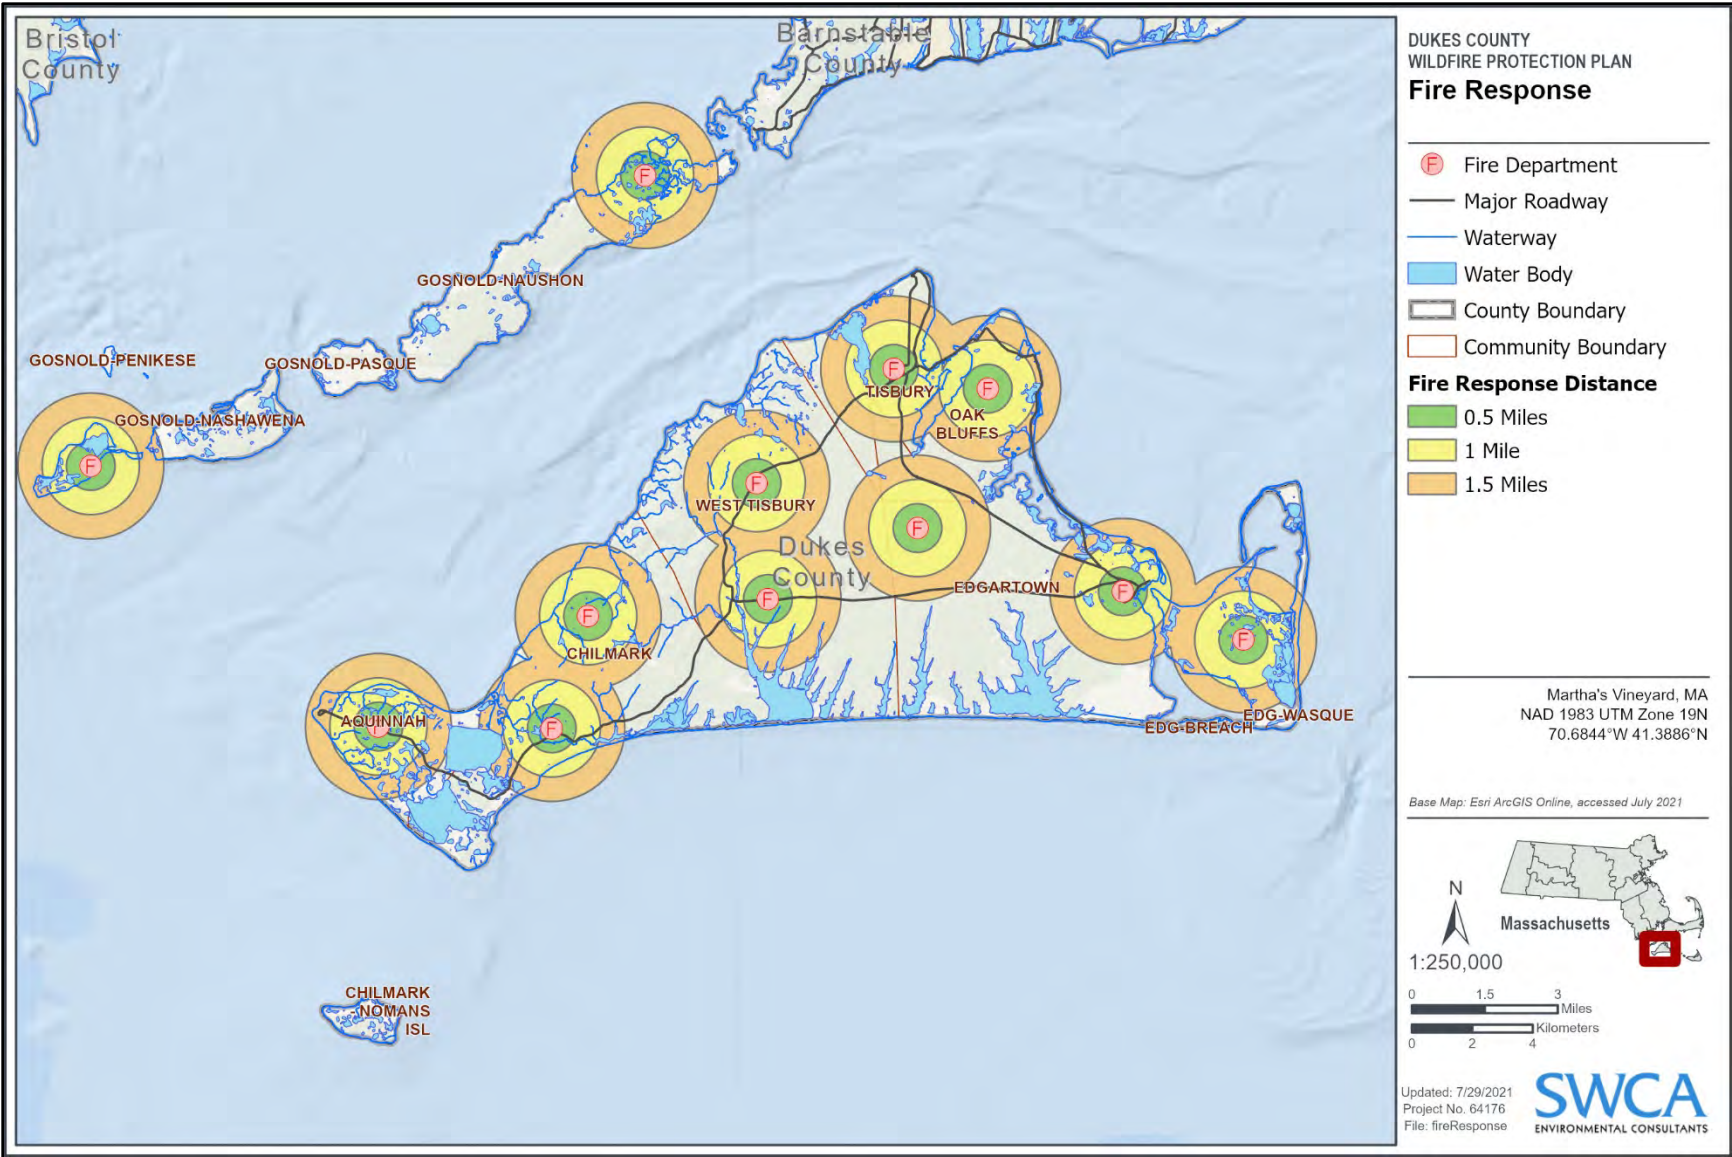 Bristol
County
Barnstable
County
GOSNOLD-NAUSHON
GOSNOLD-PENIKESE
GOSNOLD-PASQUE
GOSNOLD-NASHAWENA
F
F
F
TISBURY
F
OAK
BLUFFS
F
WEST TISBURY
F
Dukes
County
F
EDGARTOWN
F
F
CHILMARK
F
AQUINNAH
F
F
EDG-WASQUE
EDG-BREACH
CHILMARK
- NOMANS
ISL
DUKES COUNTY
WILDFIRE PROTECTION PLAN
Fire Response
F Fire Department
Major Roadway
Waterway
Water Body
County Boundary
Community Boundary
Fire Response Distance
0.5 Miles
1 Mile
1.5 Miles
Martha's Vineyard, MA
NAD 1983 UTM Zone 19N
70.6844°W 41.3886°N
Base Map: Esri ArcGIS Online, accessed July 2021
N
Massachusetts
1:250,000
0 1.5 3
Miles
Kilometers
0 2 4
Updated: 7/29/2021
Project No. 64176
File: fireResponse
SWCA
ENVIRONMENTAL CONSULTANTS